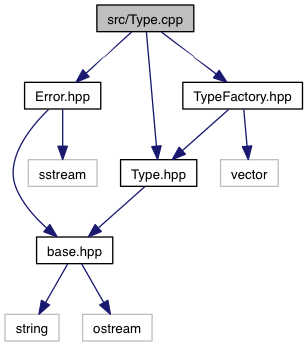 src/Type.cpp
Error.hpp
TypeFactory.hpp
sstream
Type.hpp
vector
base.hpp
string
ostream